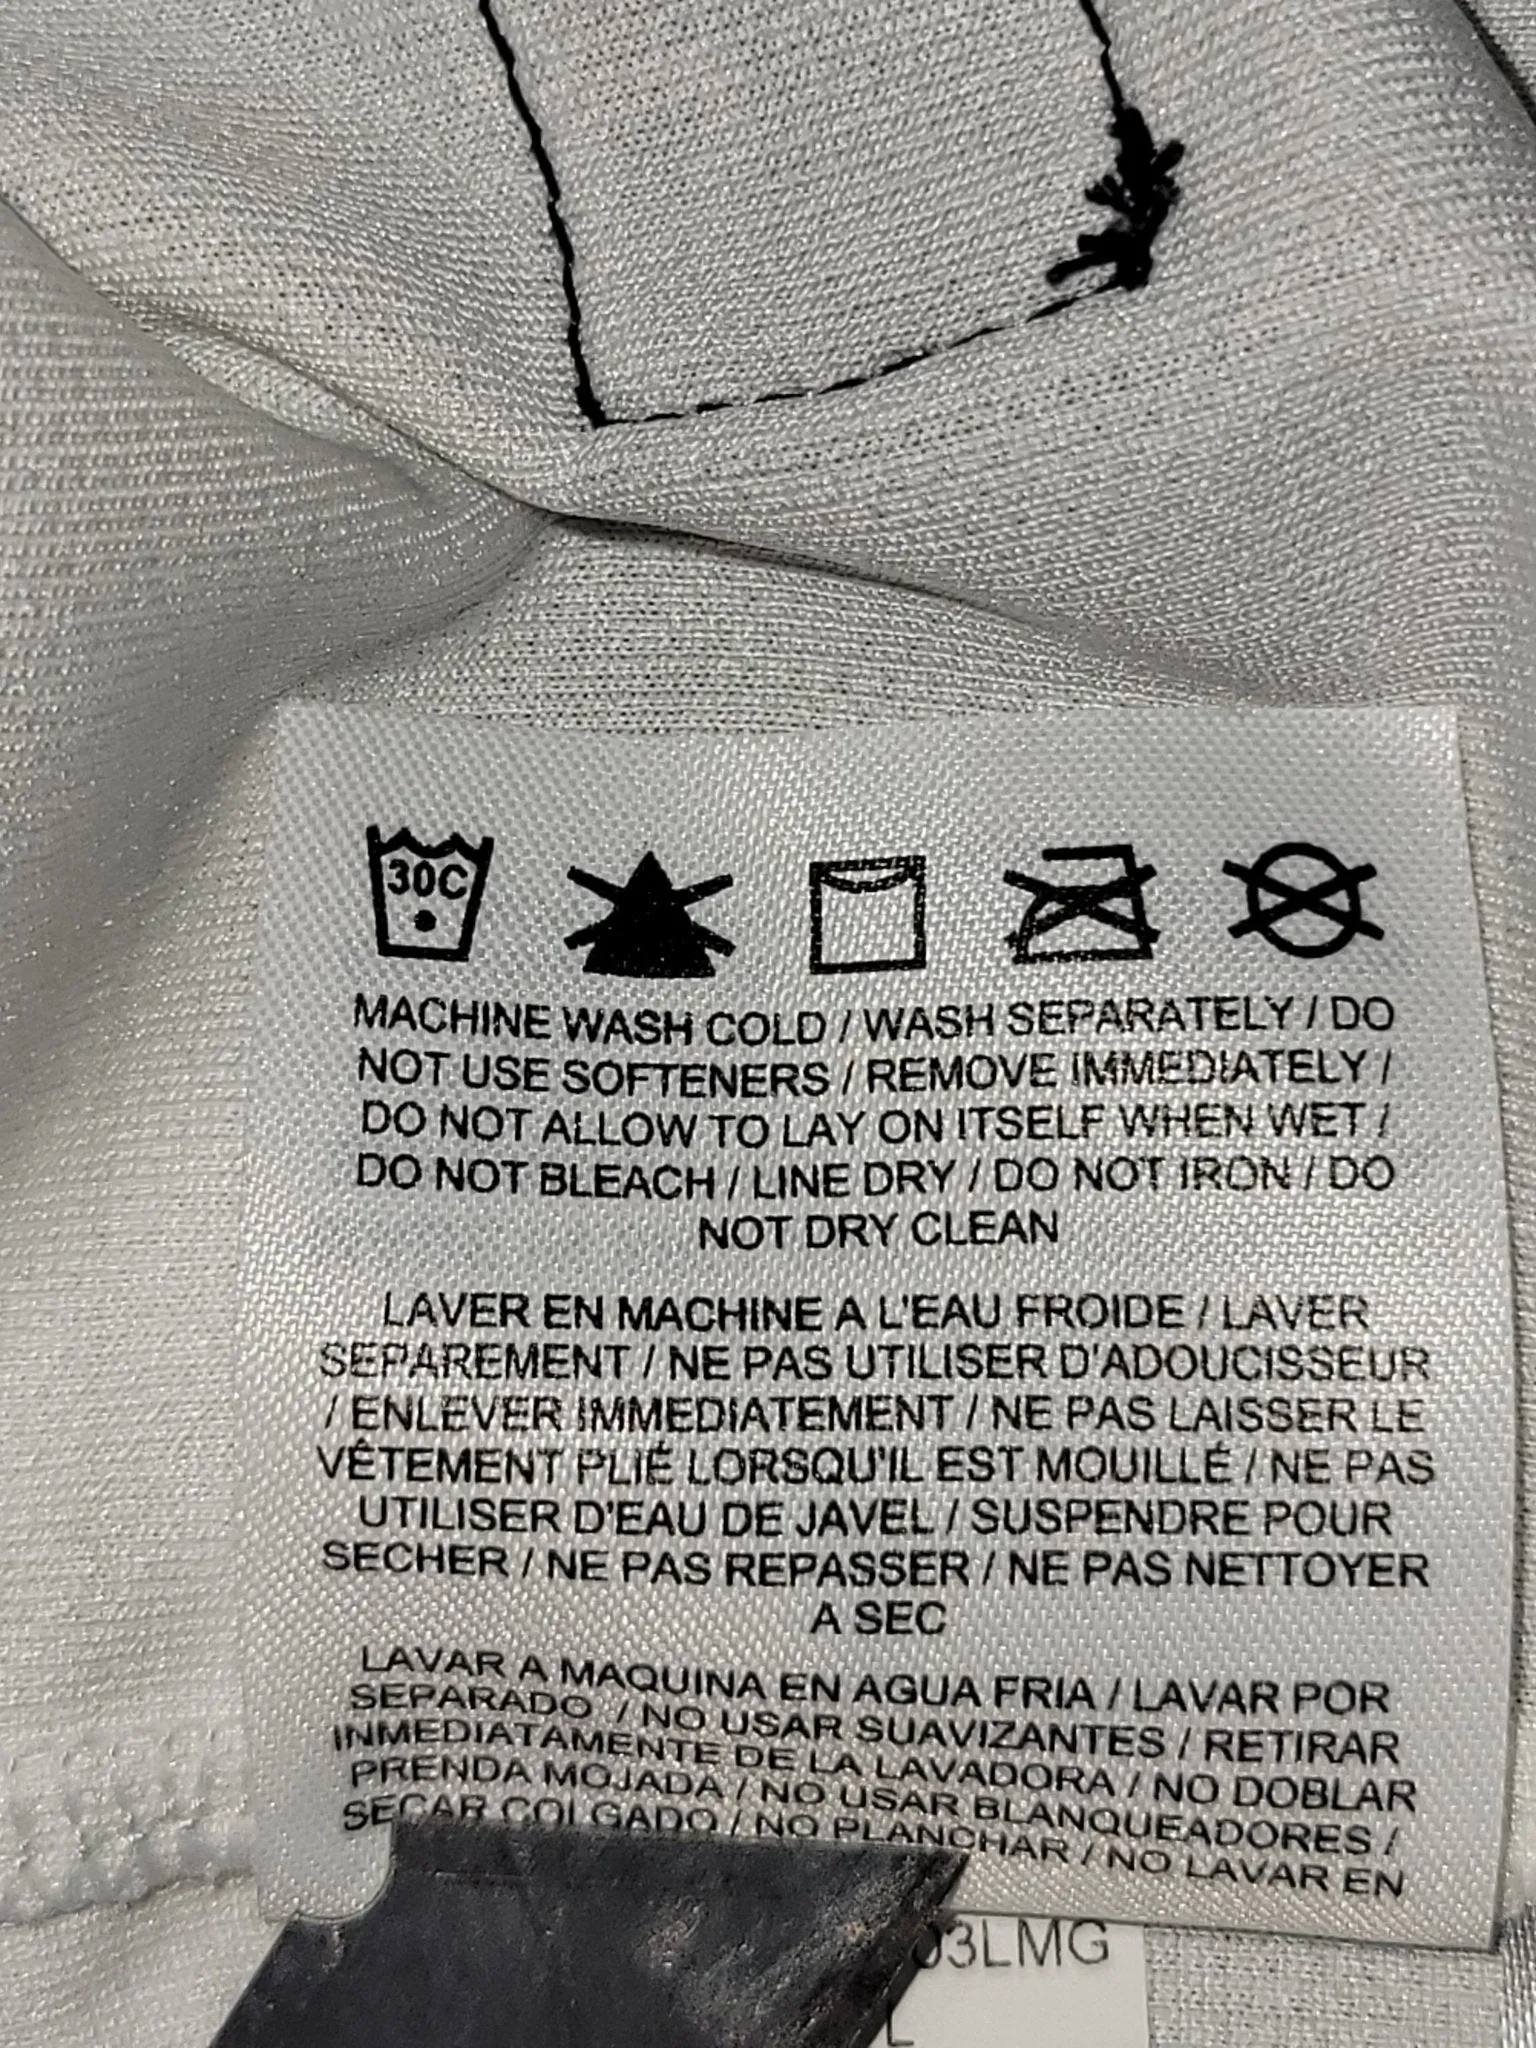 30C
MACHINE WASH COLD / WASH SEPARATELY / DO
NOT USE SOFTENERS / REMOVE IMMEDIATELY /
DO NOT ALLOW TO LAY ON ITSELF WHEN WET /
DO NOT BLEACH / LINE DRY / DO NOT IRON / DO
NOT DRY CLEAN
LAVER EN MACHINE A L'EAU FROIDE / LAVER
SEPAREMENT / NE PAS UTILISER D'ADOUCISSEUR
/ ENLEVER IMMEDIATEMENT / NE PAS LAISSER LE
VÊTEMENT PLIÉ LORSQU'IL EST MOUILLÉ / NE PAS
UTILISER D'EAU DE JAVEL / SUSPENDRE POUR
SECHER / NE PAS REPASSER / NE PAS NETTOYER
A SEC
LAVAR A MAQUINA EN AGUA FRIA / LAVAR POR
SEPARADO / NO USAR SUAVIZANTES / RETIRAR
INMEDIATAMENTE DE LA LAVADORA / NO DOBLAR
PRENDA MOJADA / NO USAR BLANQUEADORES /
SECAR COLGADO / NO PLANCHAR / NO LAVAR EN
03LMG
L